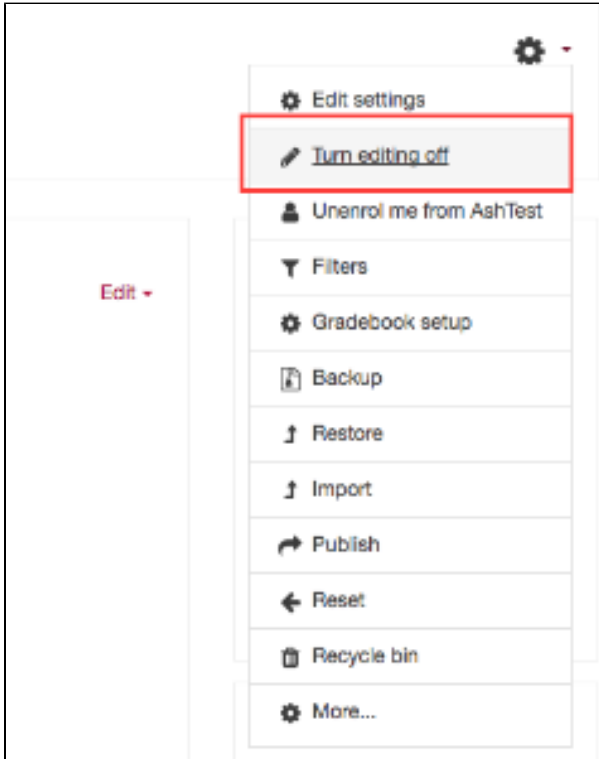 Edit settings
Turn editing off
Unenrol me from AshTest
Filters
Edit
Gradebook setup
Backup
Restore
Import
Publish
Reset
Recycle bin
More...